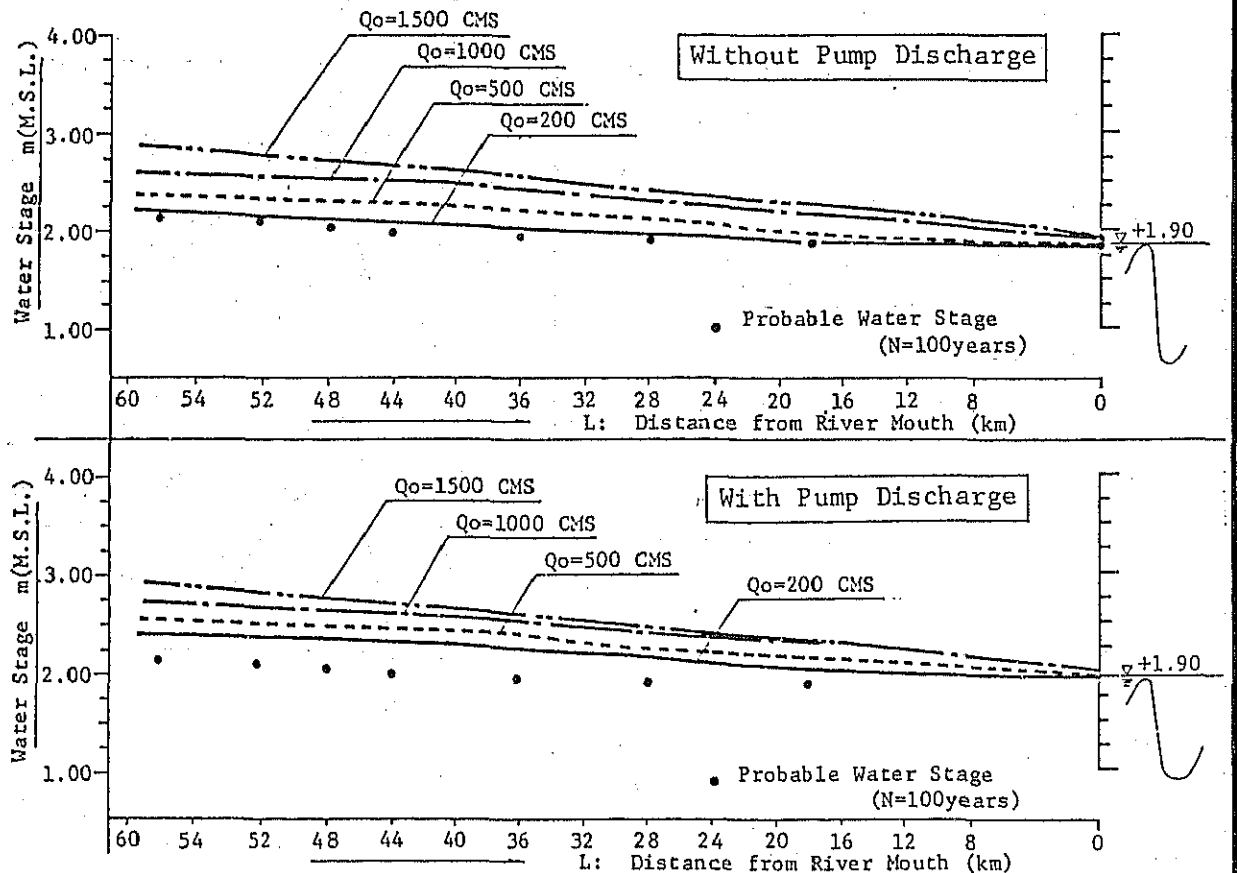 Qo=1500 CMS
Qo=1000 CMS
Qo=500 CMS
Qo=200 CMS
Without Pump Discharge
Water Stage m(M.S.L.)
4.00
3.00
2.00
1.00
+1.90
Probable Water Stage
(N=100years)
60 56 52 48 44 40 36 32 28 24 20 16 12 8 0
L: Distance from River Mouth (km)
Qo=1500 CMS
Qo=1000 CMS
Qo=500 CMS
Qo=200 CMS
With Pump Discharge
Water Stage m(M.S.L.)
4.00
3.00
2.00
1.00
+1.90
Probable Water Stage
(N=100years)
60 56 52 48 44 40 36 32 28 24 20 16 12 8 0
L: Distance from River Mouth (km)